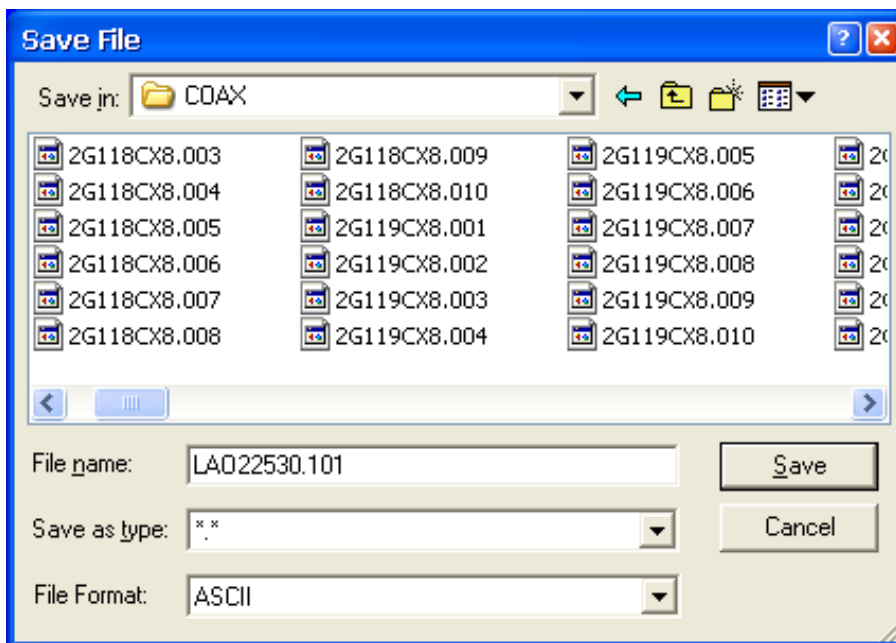 Save File
Save in: COAX
2G118CX8.003 2G118CX8.009 2G119CX8.005
2G118CX8.004 2G118CX8.010 2G119CX8.006
2G118CX8.005 2G119CX8.001 2G119CX8.007
2G118CX8.006 2G119CX8.002 2G119CX8.008
2G118CX8.007 2G119CX8.003 2G119CX8.009
2G118CX8.008 2G119CX8.004 2G119CX8.010
File name: LAO22530.101 Save
Save as type: *.* Cancel
File Format: ASCII